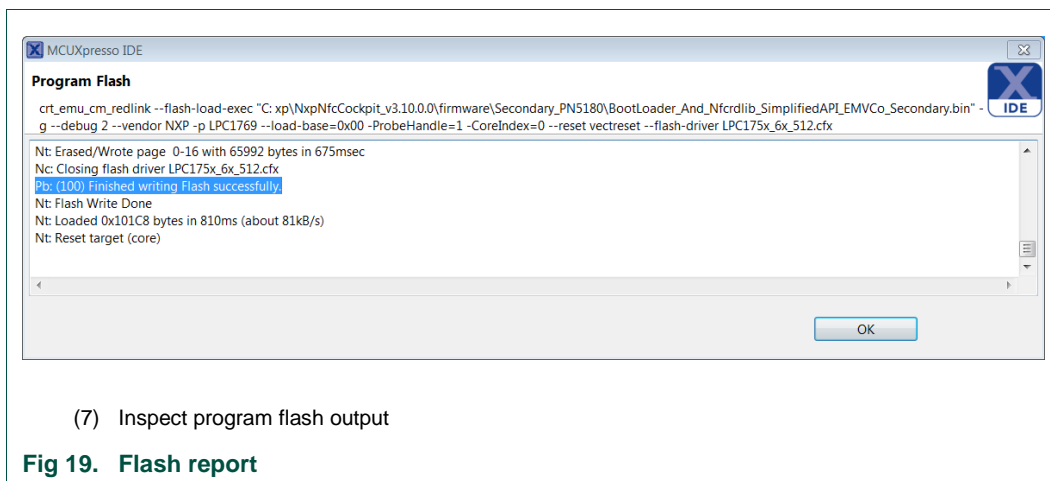 MCUXpresso IDE
Program Flash
IDE
crt_emu_cm_redlink --flash-load-exec "C: xp\NxpNfcCockpit_v3.10.0.0\firmware\Secondary_PN5180\BootLoader_And_Nfcrdlib_SimplifiedAPI_EMVCo_Secondary.bin" -
g --debug 2 --vendor NXP -p LPC1769 --load-base=0x00 -ProbeHandle=1 -CoreIndex=0 --reset vectreset --flash-driver LPC175x_6x_512.cfx
Nt: Erased/Wrote page  0-16 with 65992 bytes in 675msec
Nc: Closing flash driver LPC175x_6x_512.cfx
Pb: (100) Finished writing Flash successfully.
Nt: Flash Write Done
Nt: Loaded 0x101C8 bytes in 810ms (about 81kB/s)
Nt: Reset target (core)
OK
(7) Inspect program flash output
Fig 19. Flash report